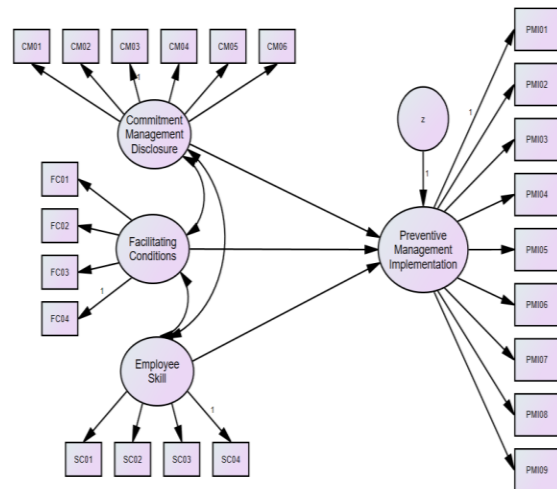 CM01 CM02 CM03 CM04 CM05 CM06
1
Commitment
Management
Disclosure
FC01
FC02
FC03
FC04
1
Facilitating
Conditions
Employee
Skill
1
SC01 SC02 SC03 SC04
z
1
Preventive
Management
Implementation
1
PMI01
PMI02
PMI03
PMI04
PMI05
PMI06
PMI07
PMI08
PMI09